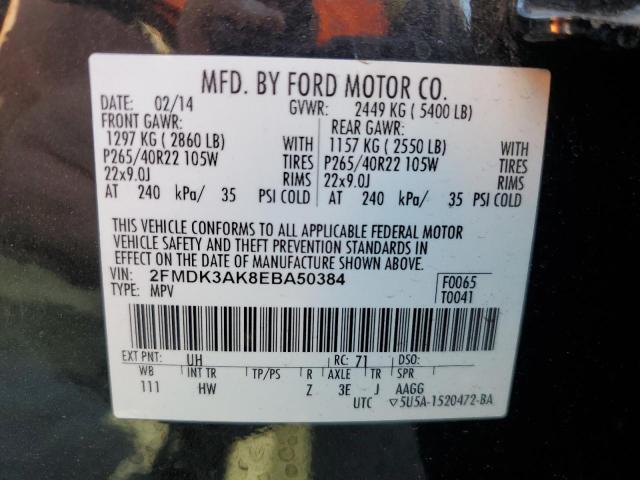 MFD. BY FORD MOTOR CO.
DATE: 02/14 GVWR: 2449 KG ( 5400 LB)
FRONT GAWR: REAR GAWR:
1297 KG ( 2860 LB) WITH 1157 KG ( 2550 LB) WITH
P265/40R22 105W TIRES P265/40R22 105W TIRES
22x9.0J RIMS 22x9.0J RIMS
AT 240 kPa/ 35 PSI COLD AT 240 kPa/ 35 PSI COLD
THIS VEHICLE CONFORMS TO ALL APPLICABLE FEDERAL MOTOR
VEHICLE SAFETY AND THEFT PREVENTION STANDARDS IN
EFFECT ON THE DATE OF MANUFACTURE SHOWN ABOVE.
VIN: 2FMDK3AK8EBA50384 F0065
TYPE: MPV T0041
EXT PNT: UH RC: 71 DSO:
WB INT TR TP/PS R AXLE TR SPR
111 HW Z 3E J AAGG
UTC ▽5U5A-1520472-BA